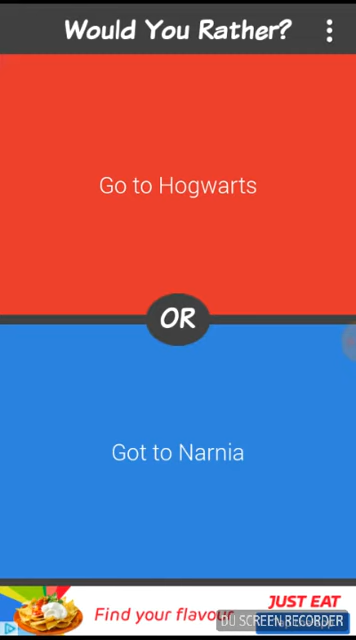 Would You Rather?
Go to Hogwarts
OR
Got to Narnia
JUST EAT
Find your flavour
DU SCREEN RECORDER